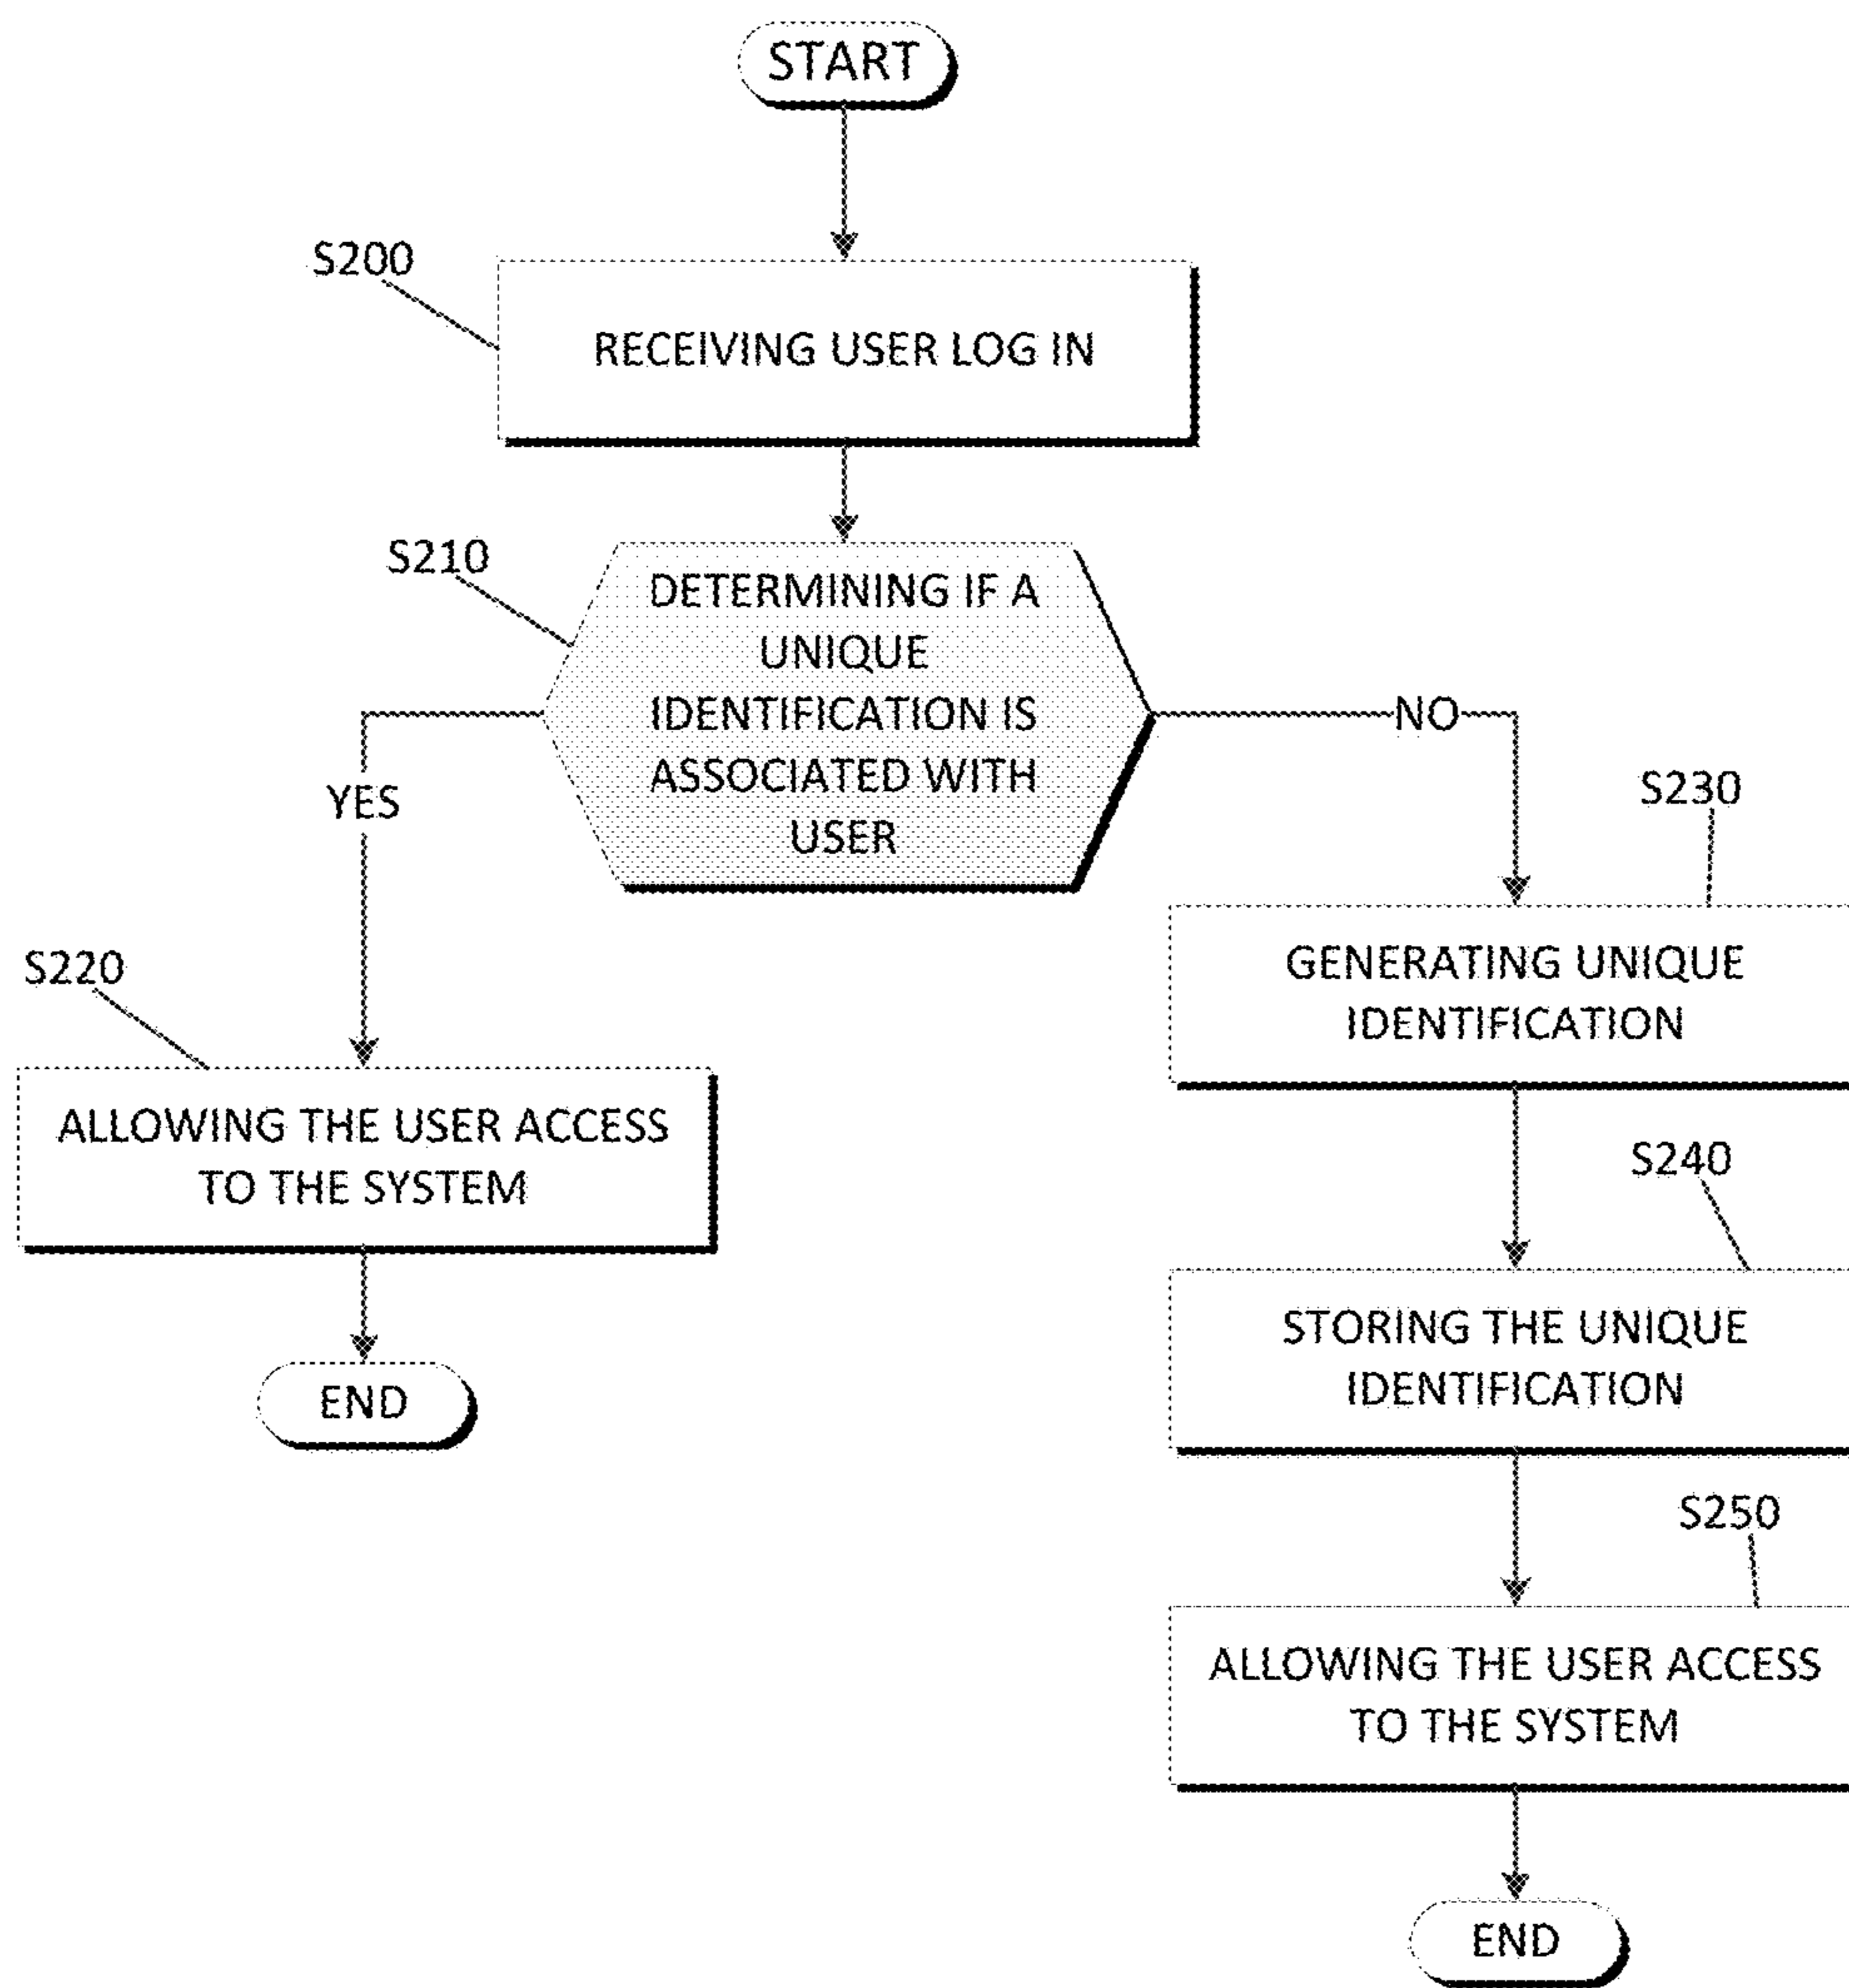 START
S200
RECEIVING USER LOG IN
S210
DETERMINING IF A
UNIQUE
IDENTIFICATION IS
ASSOCIATED WITH
USER
YES
NO
S220
ALLOWING THE USER ACCESS
TO THE SYSTEM
END
S230
GENERATING UNIQUE
IDENTIFICATION
S240
STORING THE UNIQUE
IDENTIFICATION
S250
ALLOWING THE USER ACCESS
TO THE SYSTEM
END